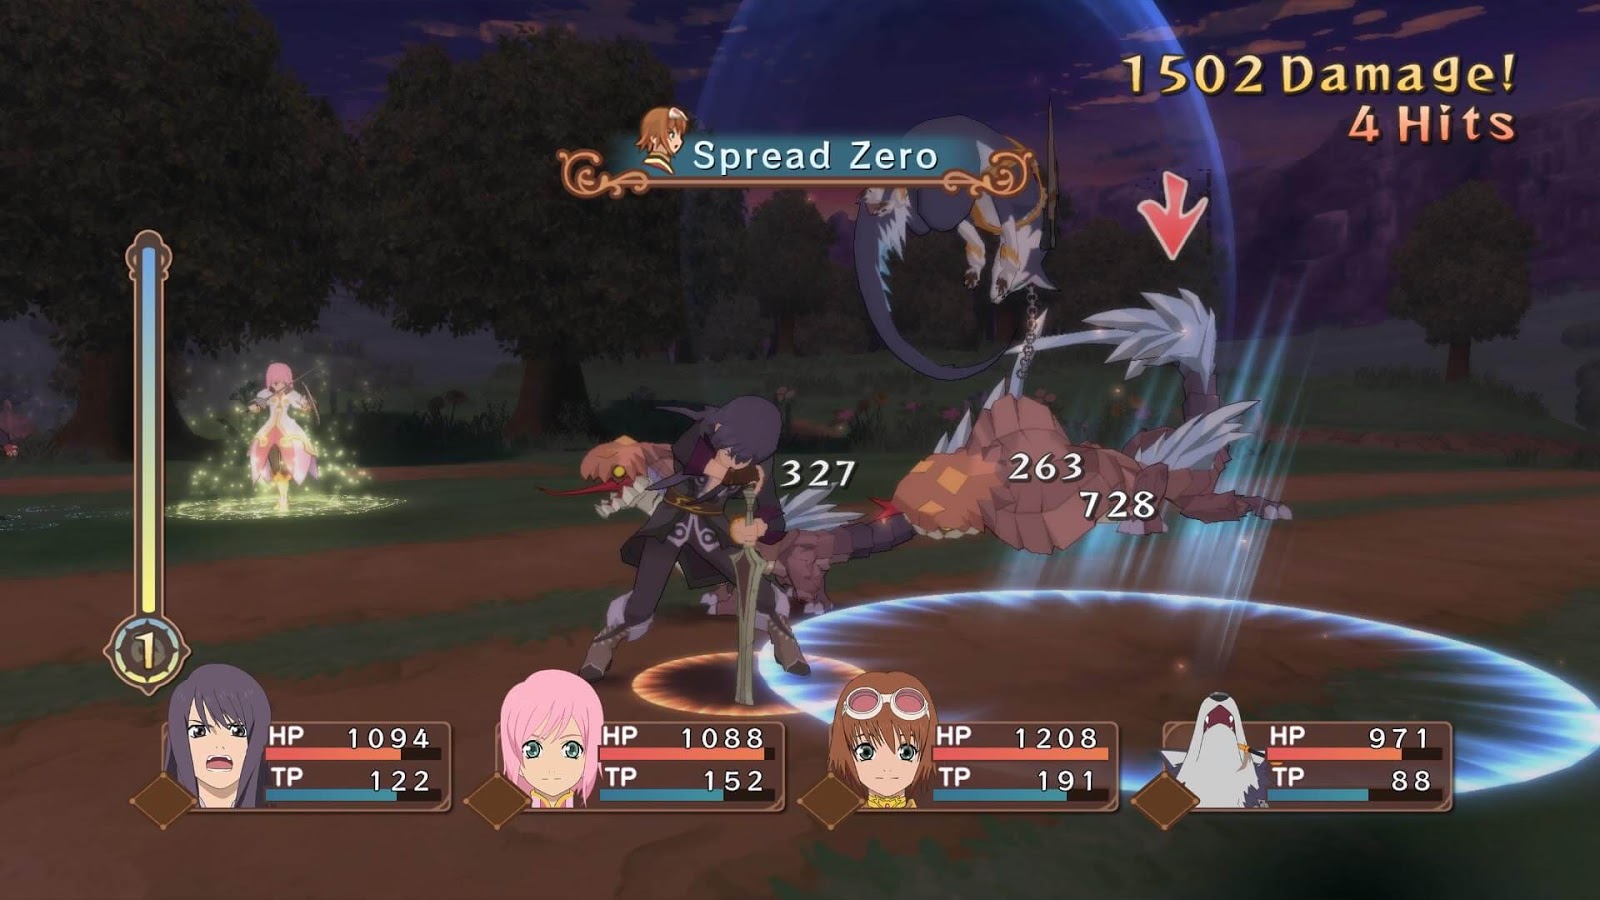 1502 Damage!
4 Hits
Spread Zero
327
263
728
1
HP 1094
TP 122
HP 1088
TP 152
HP 1208
TP 191
HP 971
TP 88